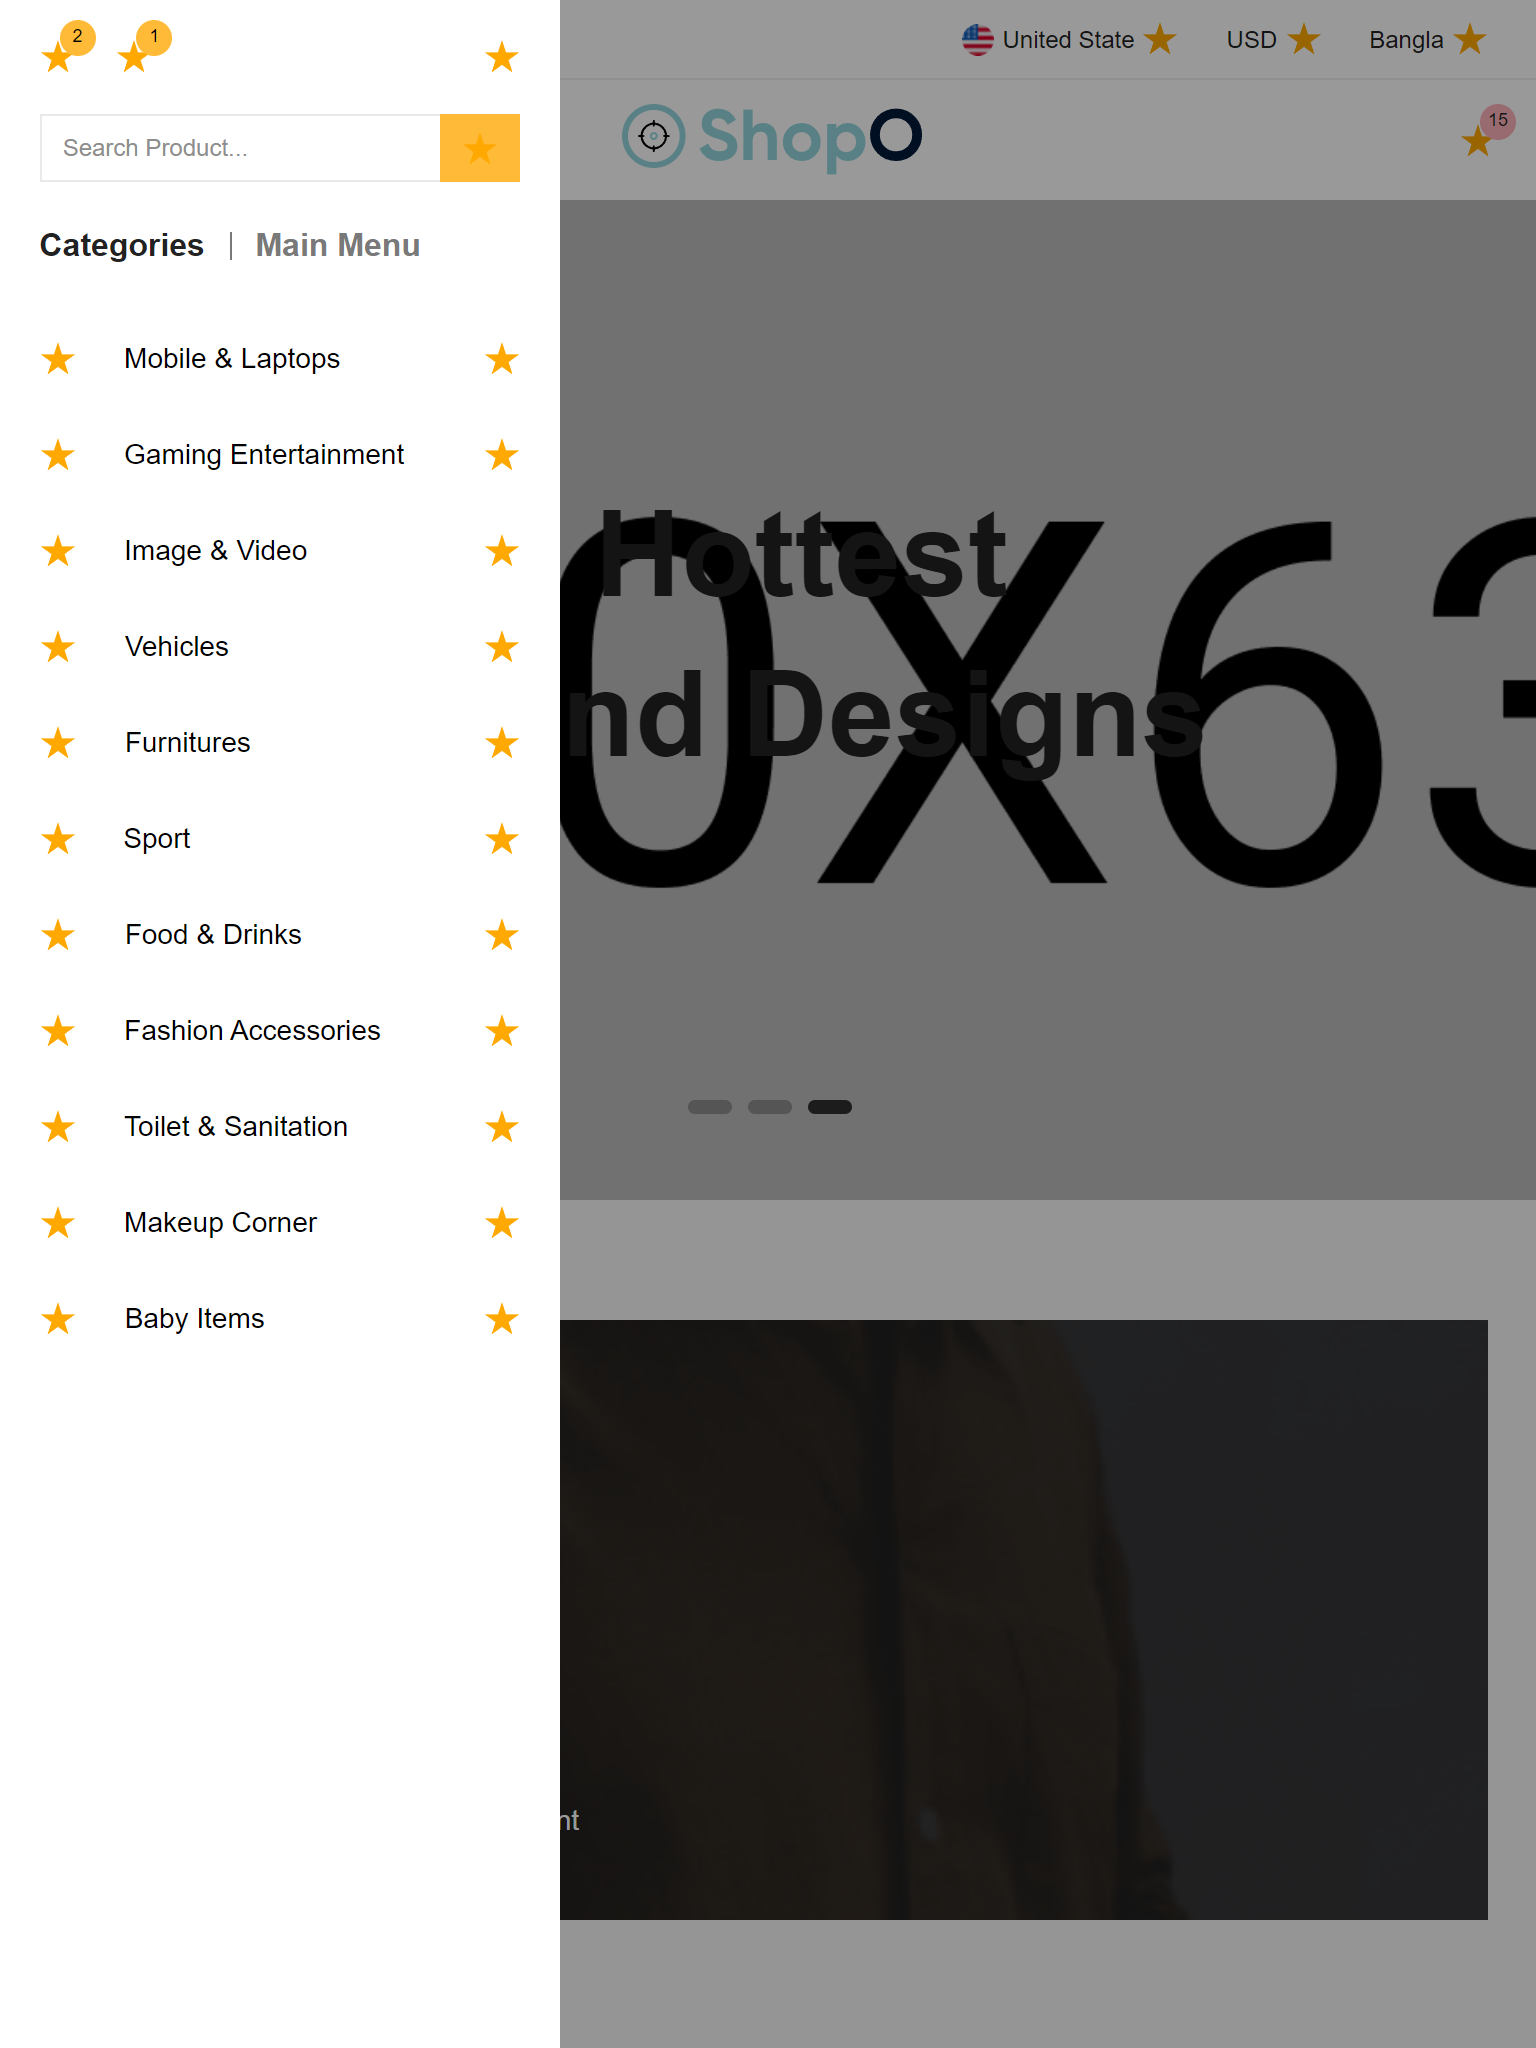 2
1
United State
USD
Bangla
Search Product...
ShopO
15
Categories | Main Menu
Mobile & Laptops
Gaming Entertainment
Image & Video
Vehicles
Furnitures
Sport
Food & Drinks
Fashion Accessories
Toilet & Sanitation
Makeup Corner
Baby Items
0X63
Hottest
nd Designs
nt